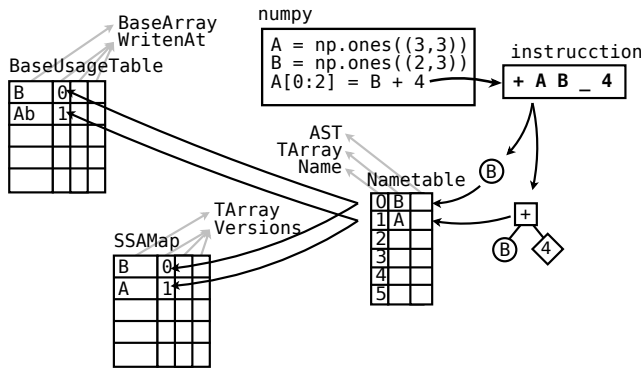 numpy
A = np.ones((3,3))
B = np.ones((2,3))
A[0:2] = B + 4
instrucction
+ A B _ 4
BaseArray
WritenAt
BaseUsageTable
B 0
Ab 1
AST
TArray
Name
Nametable
0 B
1 A
2
3
4
5
B
+
B 4
TArray
Versions
SSAMap
B 0
A 1